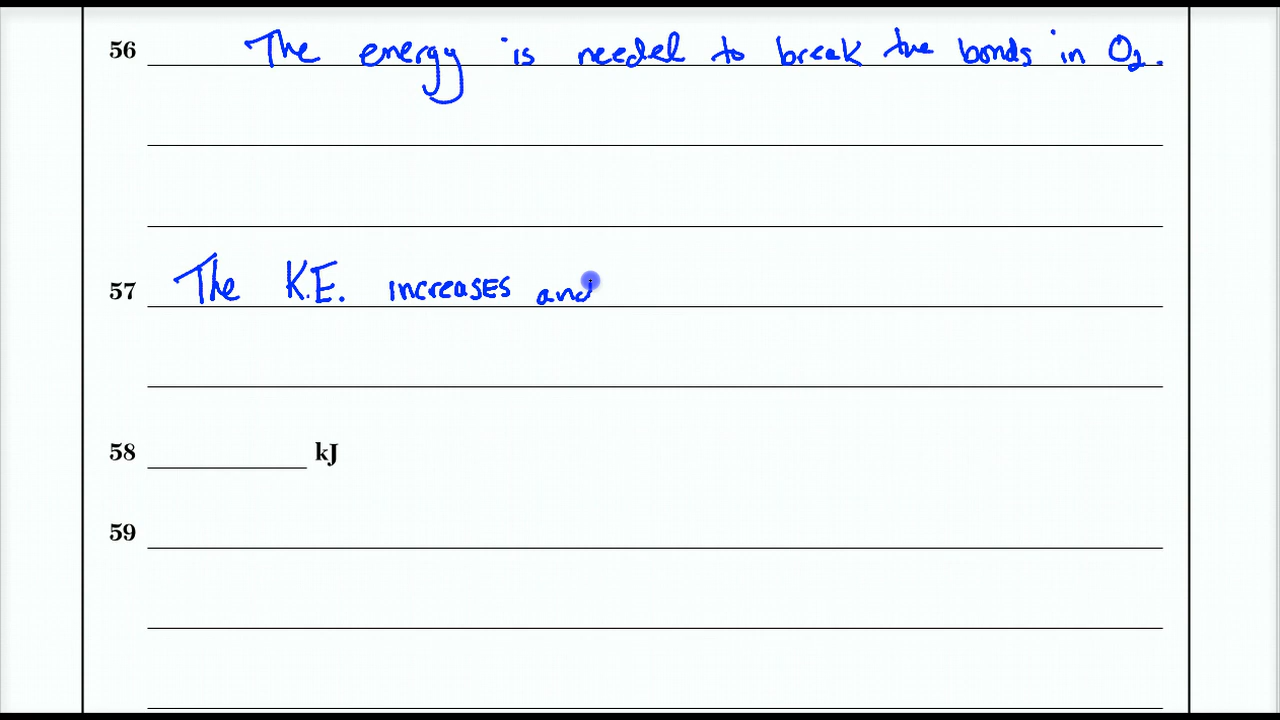 56 The energy is needed to break the bonds in O₂.
57 The K.E. increases and
58 kJ
59